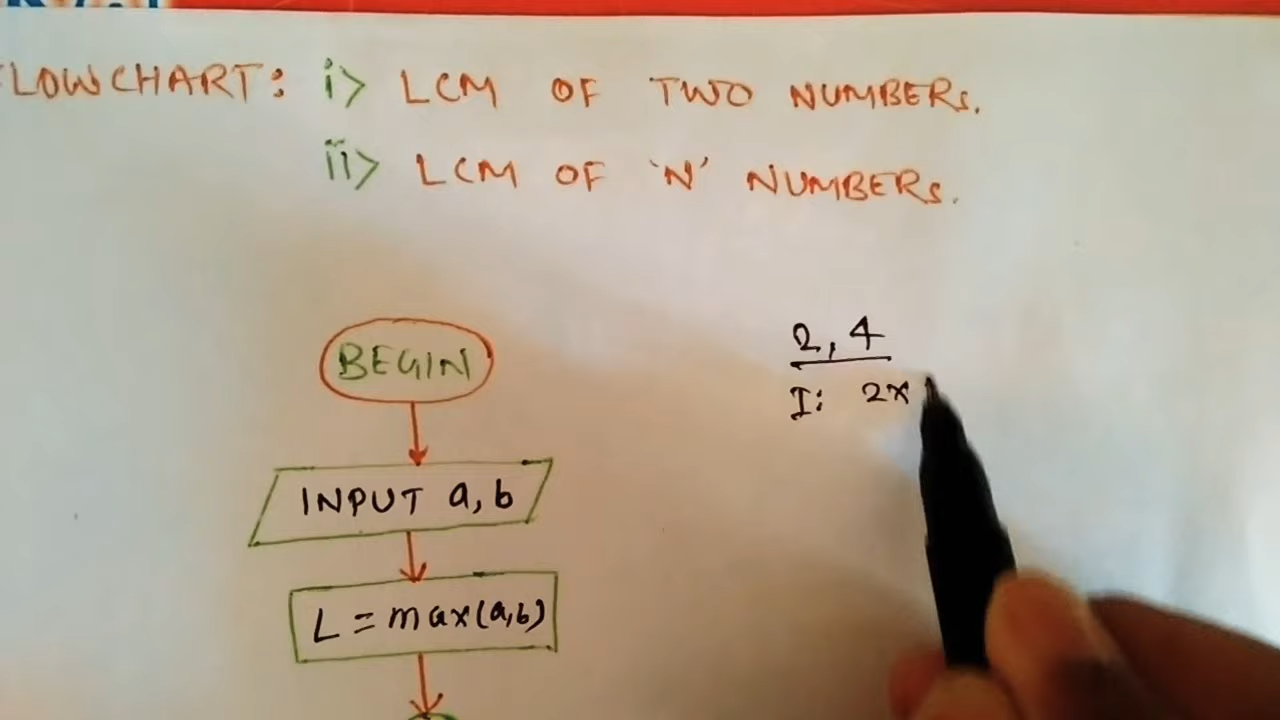 FLOWCHART: i> LCM OF TWO NUMBERS.
ii> LCM OF 'N' NUMBERS.
BEGIN
INPUT a, b
L = max(a,b)
2, 4
I: 2x